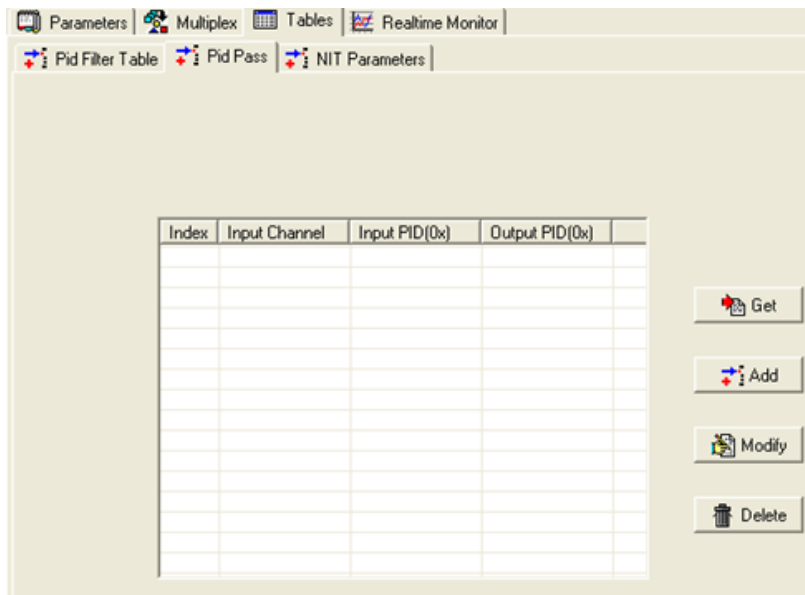 Parameters Multiplex Tables Realtime Monitor
Pid Filter Table Pid Pass NIT Parameters
Index Input Channel Input PID(0x) Output PID(0x)
Get
Add
Modify
Delete